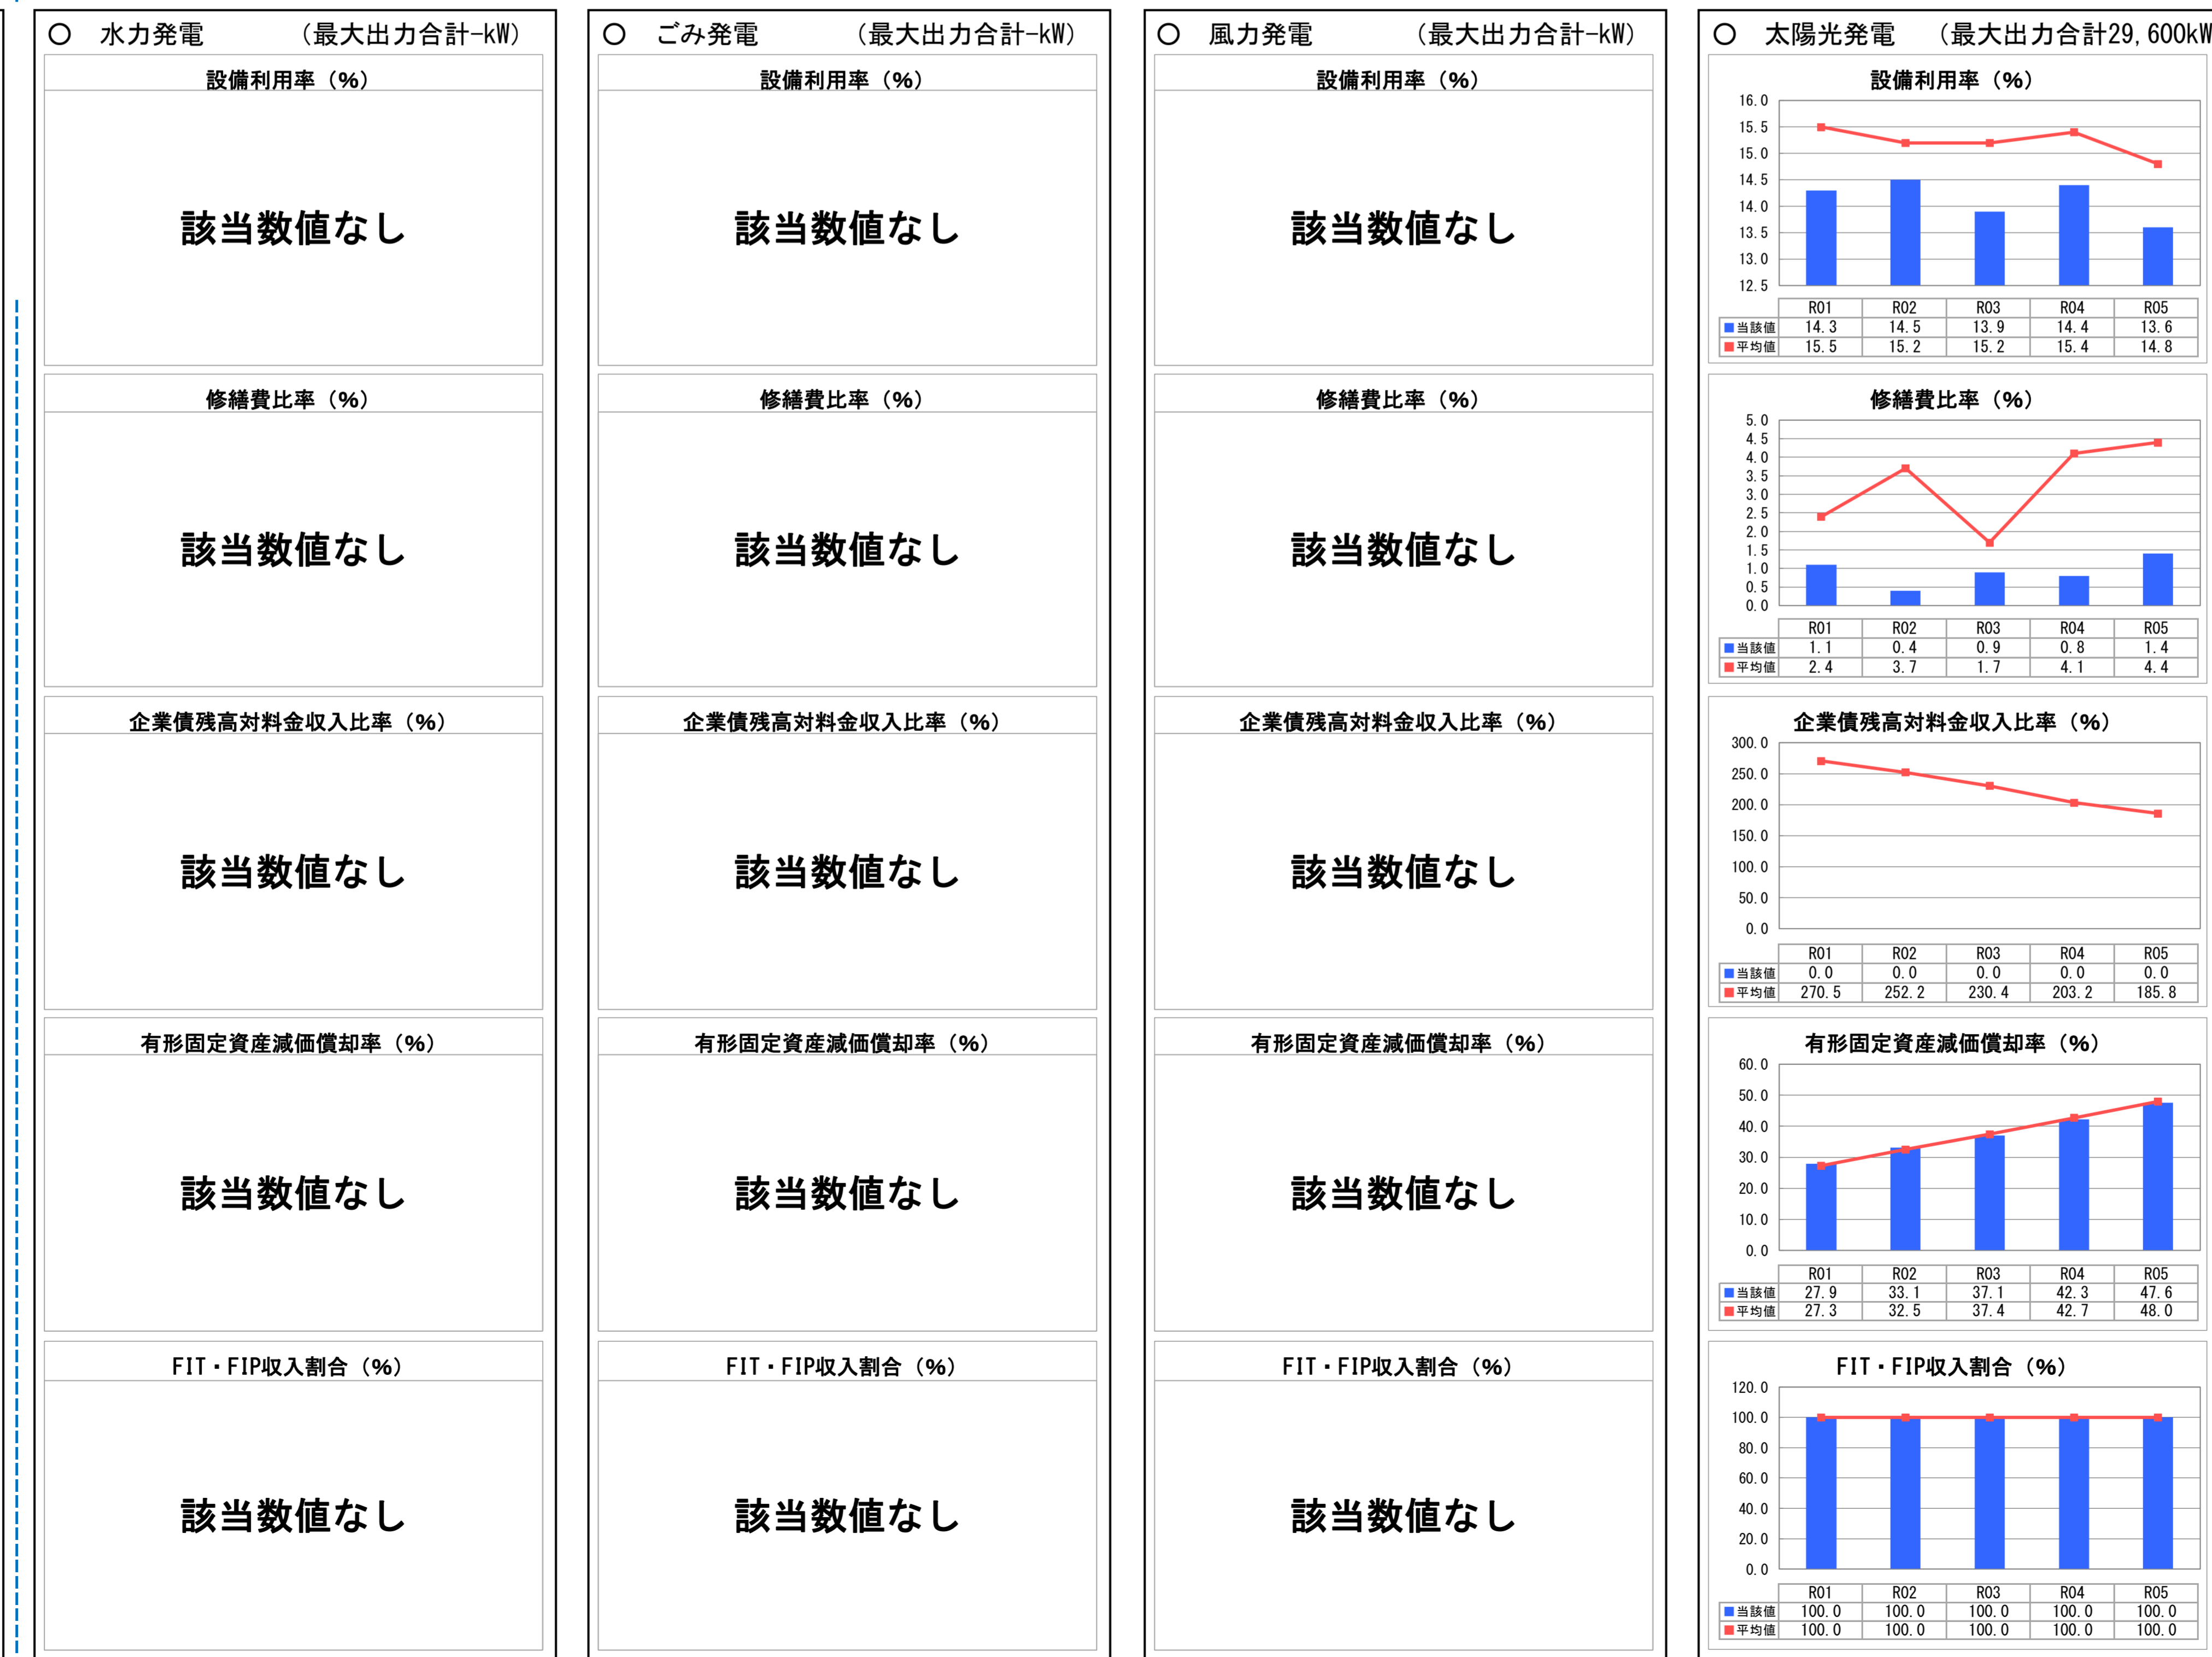 ○ 水力発電 （最大出力合計-kW）
設備利用率（%）
該当数値なし
修繕費比率（%）
該当数値なし
企業債残高対料金収入比率（%）
該当数値なし
有形固定資産減価償却率（%）
該当数値なし
FIT・FIP収入割合（%）
該当数値なし
○ ごみ発電 （最大出力合計-kW）
設備利用率（%）
該当数値なし
修繕費比率（%）
該当数値なし
企業債残高対料金収入比率（%）
該当数値なし
有形固定資産減価償却率（%）
該当数値なし
FIT・FIP収入割合（%）
該当数値なし
○ 風力発電 （最大出力合計-kW）
設備利用率（%）
該当数値なし
修繕費比率（%）
該当数値なし
企業債残高対料金収入比率（%）
該当数値なし
有形固定資産減価償却率（%）
該当数値なし
FIT・FIP収入割合（%）
該当数値なし
○ 太陽光発電 （最大出力合計29,600kW
設備利用率（%）
16.0
15.5
15.0
14.5
14.0
13.5
13.0
12.5
R01 R02 R03 R04 R05
当該値 14.3 14.5 13.9 14.4 13.6
平均値 15.5 15.2 15.2 15.4 14.8
修繕費比率（%）
5.0
4.5
4.0
3.5
3.0
2.5
2.0
1.5
1.0
0.5
0.0
R01 R02 R03 R04 R05
当該値 1.1 0.4 0.9 0.8 1.4
平均値 2.4 3.7 1.7 4.1 4.4
企業債残高対料金収入比率（%）
300.0
250.0
200.0
150.0
100.0
50.0
0.0
R01 R02 R03 R04 R05
当該値 0.0 0.0 0.0 0.0 0.0
平均値 270.5 252.2 230.4 203.2 185.8
有形固定資産減価償却率（%）
60.0
50.0
40.0
30.0
20.0
10.0
0.0
R01 R02 R03 R04 R05
当該値 27.9 33.1 37.1 42.3 47.6
平均値 27.3 32.5 37.4 42.7 48.0
FIT・FIP収入割合（%）
120.0
100.0
80.0
60.0
40.0
20.0
0.0
R01 R02 R03 R04 R05
当該値 100.0 100.0 100.0 100.0 100.0
平均値 100.0 100.0 100.0 100.0 100.0